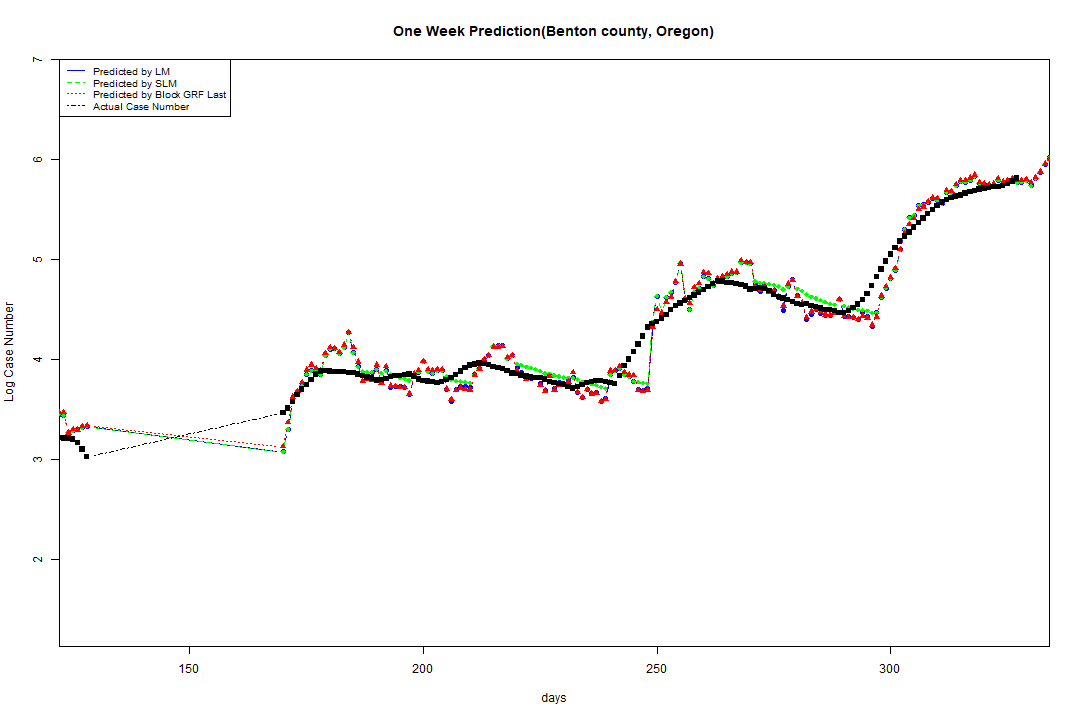 One Week Prediction(Benton county, Oregon)
Predicted by LM
Predicted by SLM
Predicted by Block GRF Last
Actual Case Number
7
6
5
4
3
2
Log Case Number
150 200 250 300
days